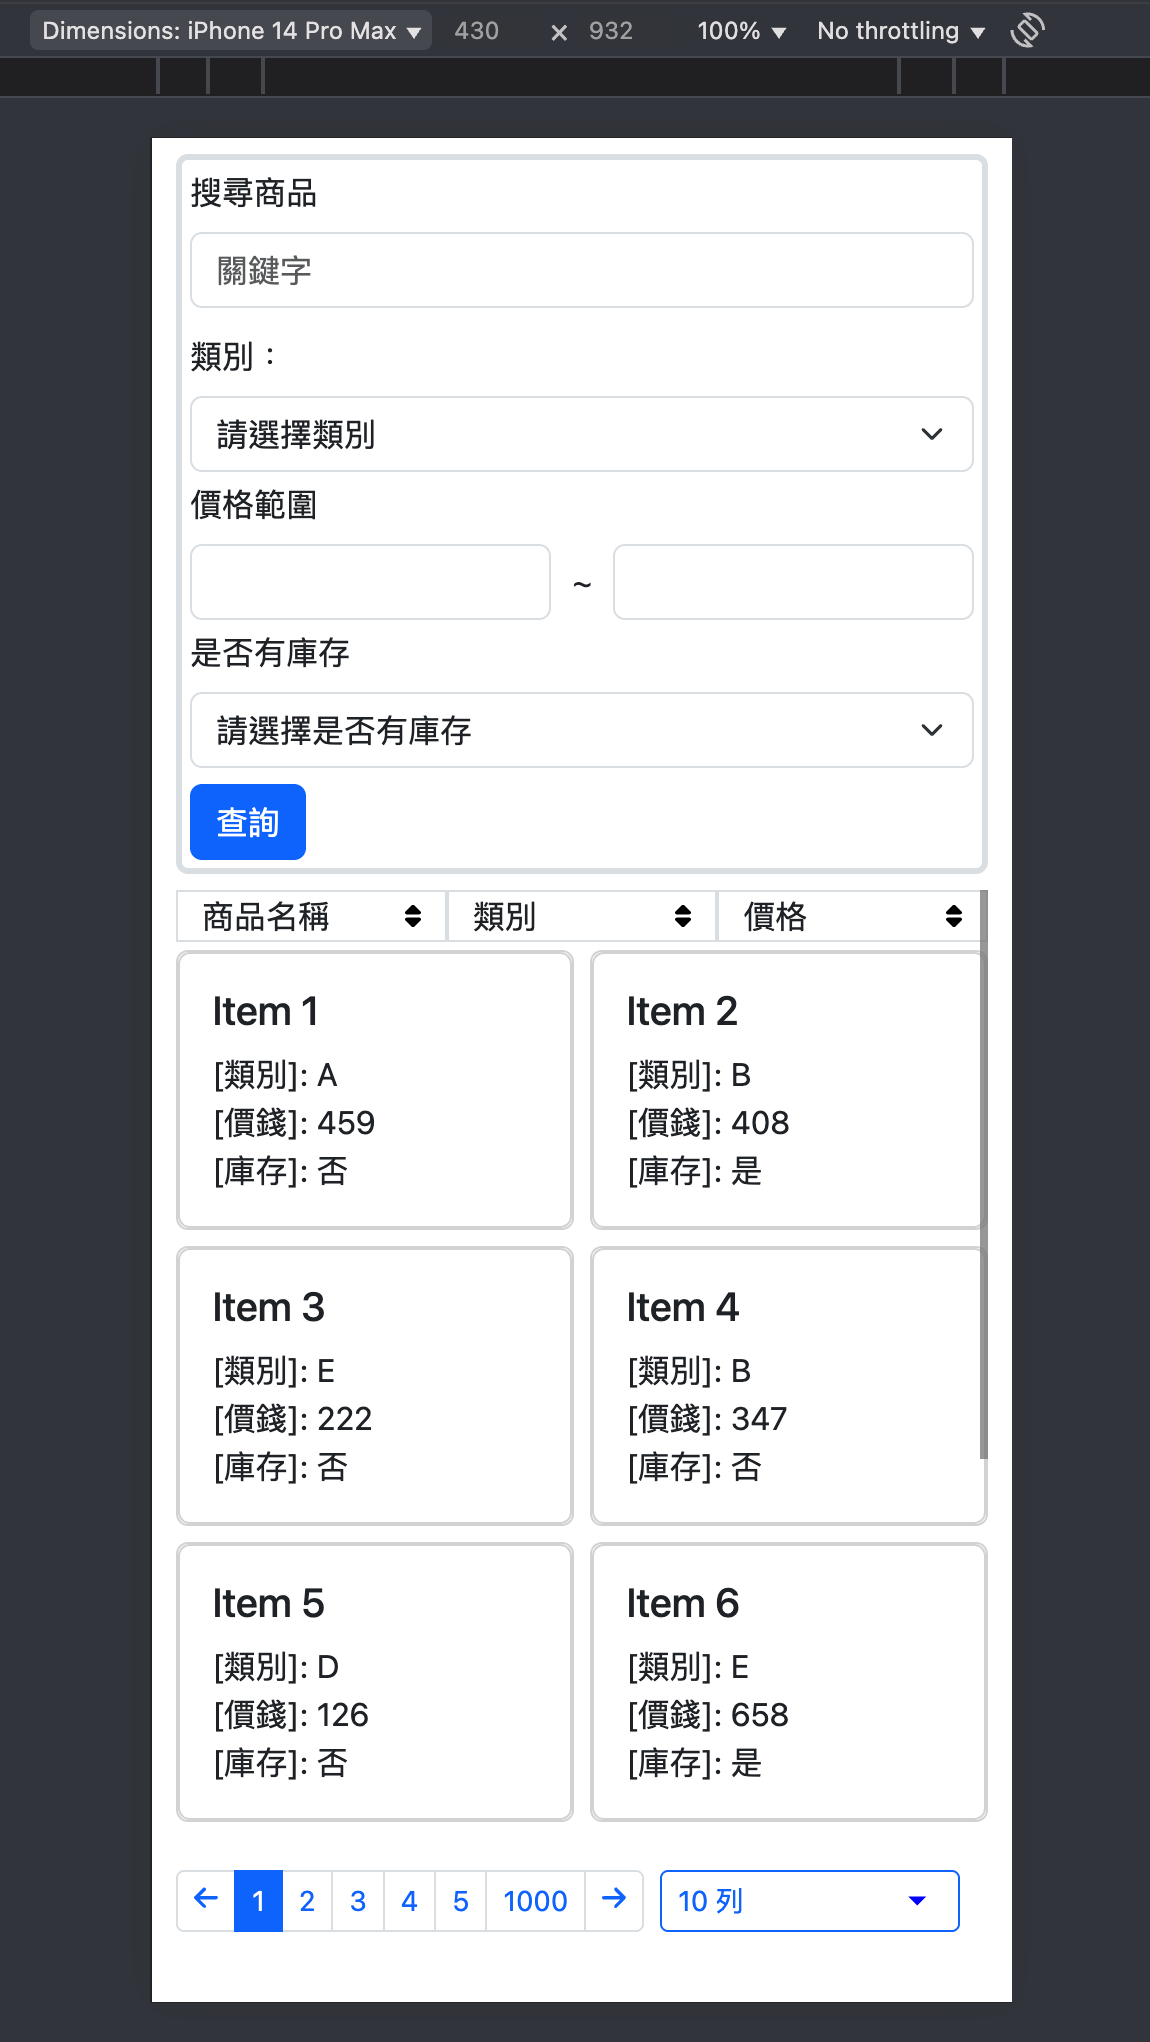 Dimensions: iPhone 14 Pro Max ▼ 430 × 932 100% ▼ No throttling ▼
搜尋商品
關鍵字
類別：
請選擇類別
價格範圍
~
是否有庫存
請選擇是否有庫存
查詢
商品名稱 類別 價格
Item 1
[類別]: A
[價錢]: 459
[庫存]: 否
Item 2
[類別]: B
[價錢]: 408
[庫存]: 是
Item 3
[類別]: E
[價錢]: 222
[庫存]: 否
Item 4
[類別]: B
[價錢]: 347
[庫存]: 否
Item 5
[類別]: D
[價錢]: 126
[庫存]: 否
Item 6
[類別]: E
[價錢]: 658
[庫存]: 是
← 1 2 3 4 5 1000 → 10 列